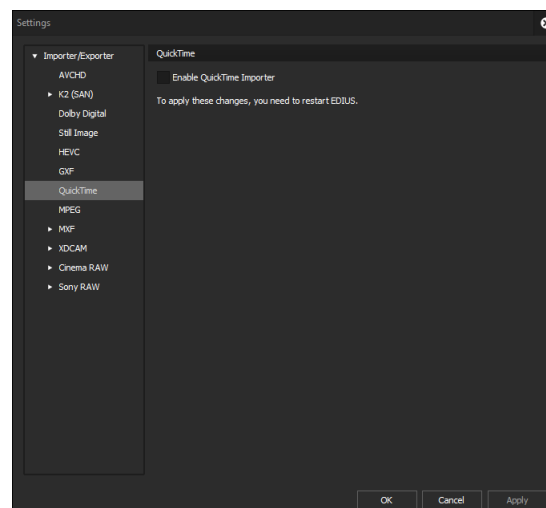 Settings
Importer/Exporter
AVCHD
K2 (SAN)
Dolby Digital
Still Image
HEVC
GXF
QuickTime
MPEG
MXF
XDCAM
Cinema RAW
Sony RAW
QuickTime
Enable QuickTime Importer
To apply these changes, you need to restart EDIUS.
OK
Cancel
Apply